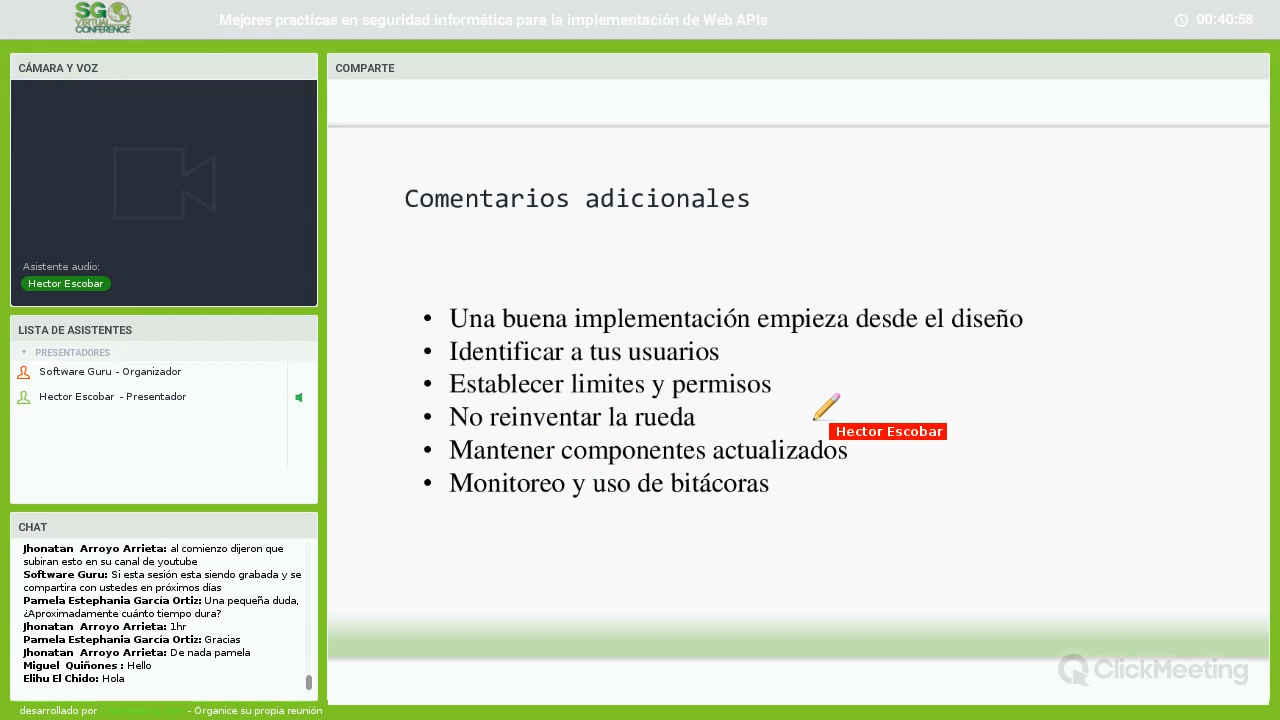 SG
VIRTUAL
CONFERENCE
Mejores practicas en seguridad informática para la implementación de Web APIs
00:40:58
CÁMARA Y VOZ
Asistente audio:
Hector Escobar
LISTA DE ASISTENTES
PRESENTADORES
Software Guru - Organizador
Hector Escobar - Presentador
CHAT
Jhonatan Arroyo Arrieta: al comienzo dijeron que
subiran esto en su canal de youtube
Software Guru: Si esta sesión esta siendo grabada y se
compartira con ustedes en próximos días
Pamela Estephania García Ortiz: Una pequeña duda,
¿Aproximadamente cuánto tiempo dura?
Jhonatan Arroyo Arrieta: 1hr
Pamela Estephania García Ortiz: Gracias
Jhonatan Arroyo Arrieta: De nada pamela
Miguel Quiñones : Hello
Elihu El Chido: Hola
desarrollado por - Organice su propia reunión
COMPARTE
Comentarios adicionales
• Una buena implementación empieza desde el diseño
• Identificar a tus usuarios
• Establecer limites y permisos
• No reinventar la rueda
Hector Escobar
• Mantener componentes actualizados
• Monitoreo y uso de bitácoras
ClickMeeting